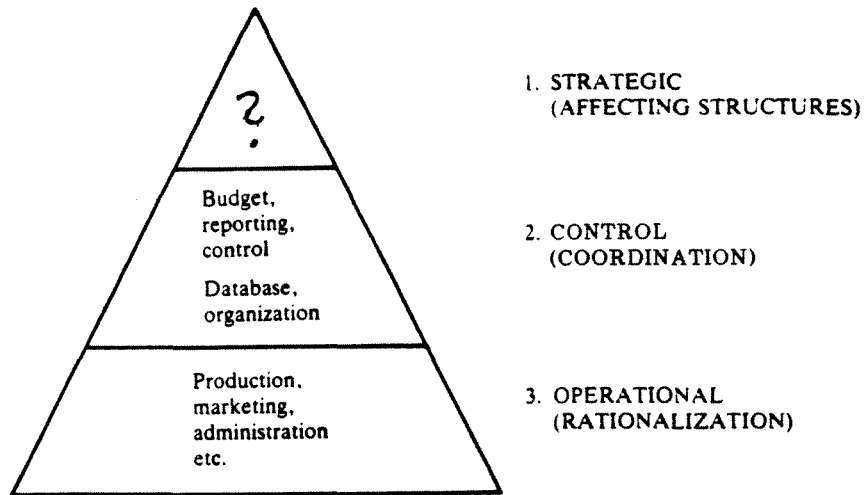 ?
1. STRATEGIC
(AFFECTING STRUCTURES)
Budget,
reporting,
control
Database,
organization
2. CONTROL
(COORDINATION)
Production,
marketing,
administration
etc.
3. OPERATIONAL
(RATIONALIZATION)